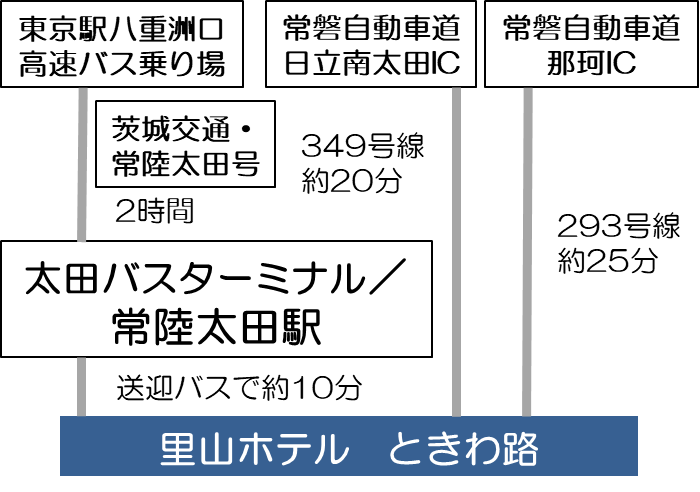 東京駅八重洲口
高速バス乗り場
常磐自動車道
日立南太田IC
常磐自動車道
那珂IC
茨城交通・
常陸太田号
2時間
349号線
約20分
293号線
約25分
太田バスターミナル／
常陸太田駅
送迎バスで約10分
里山ホテル　ときわ路